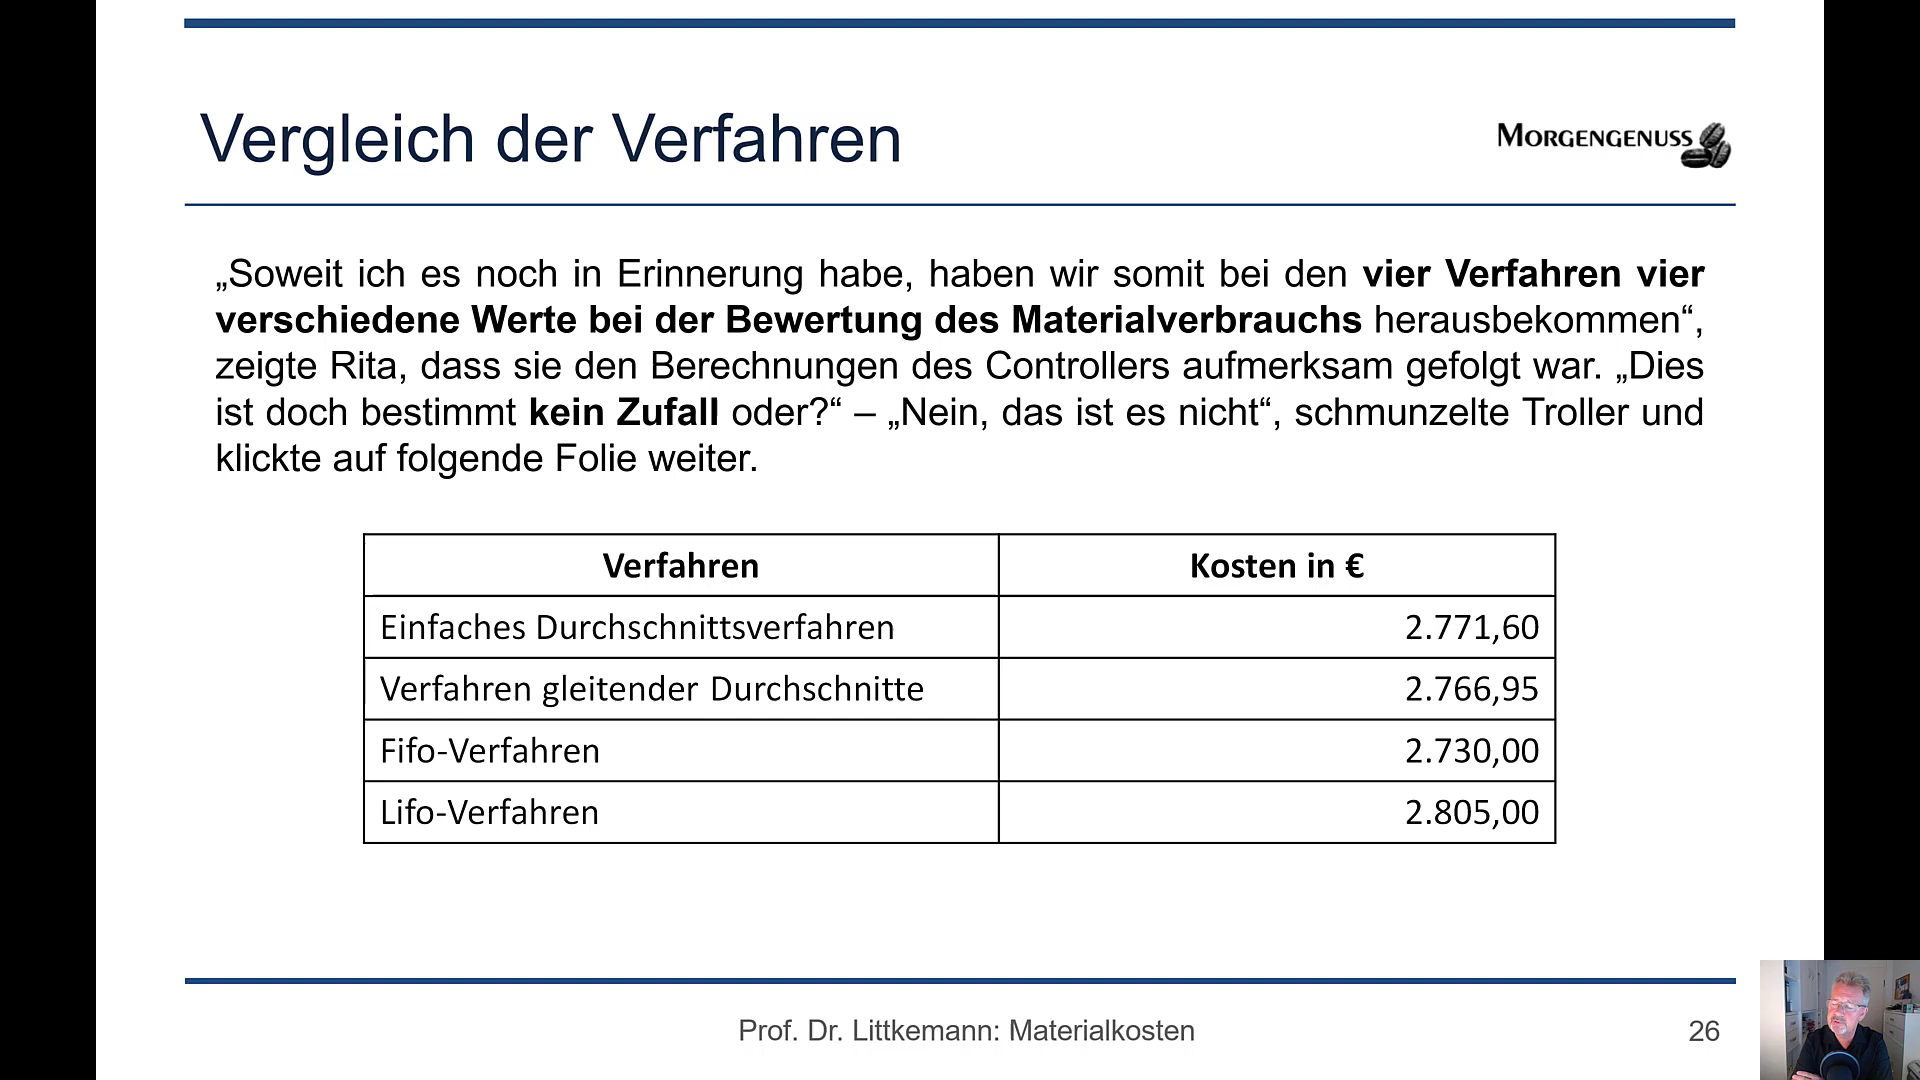 Vergleich der Verfahren
MORGENGENUSS
„Soweit ich es noch in Erinnerung habe, haben wir somit bei den vier Verfahren vier
verschiedene Werte bei der Bewertung des Materialverbrauchs herausbekommen“,
zeigte Rita, dass sie den Berechnungen des Controllers aufmerksam gefolgt war. „Dies
ist doch bestimmt kein Zufall oder?“ – „Nein, das ist es nicht“, schmunzelte Troller und
klickte auf folgende Folie weiter.
Verfahren Kosten in €
Einfaches Durchschnittsverfahren 2.771,60
Verfahren gleitender Durchschnitte 2.766,95
Fifo-Verfahren 2.730,00
Lifo-Verfahren 2.805,00
Prof. Dr. Littkemann: Materialkosten 26